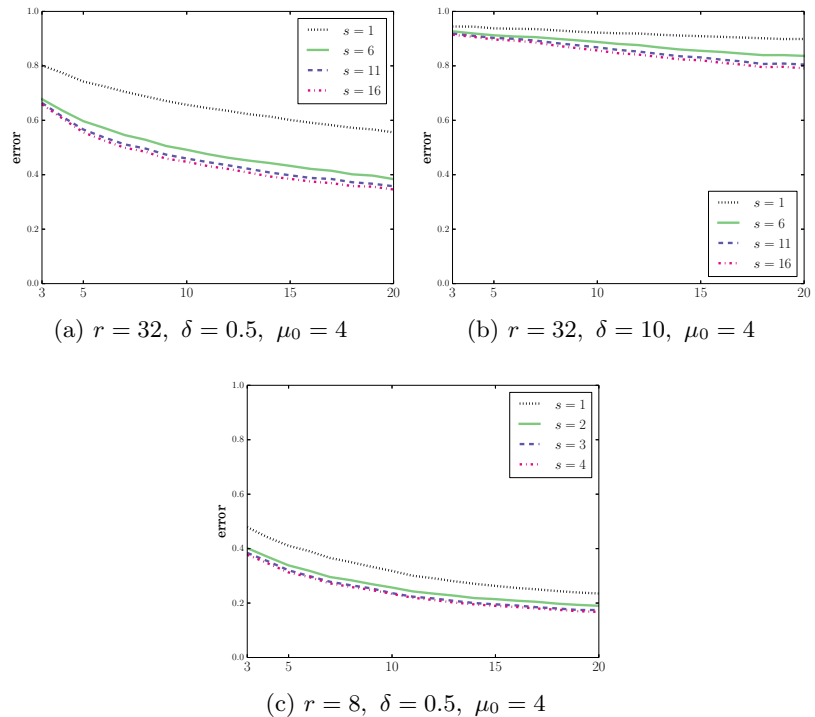 1.0
0.8
0.6
0.4
0.2
0.0
error
3
5
10
15
20
s = 1
s = 6
s = 11
s = 16
(a) r = 32, δ = 0.5, μ₀ = 4
1.0
0.8
0.6
0.4
0.2
0.0
error
3
5
10
15
20
s = 1
s = 6
s = 11
s = 16
(b) r = 32, δ = 10, μ₀ = 4
1.0
0.8
0.6
0.4
0.2
0.0
error
3
5
10
15
20
s = 1
s = 2
s = 3
s = 4
(c) r = 8, δ = 0.5, μ₀ = 4